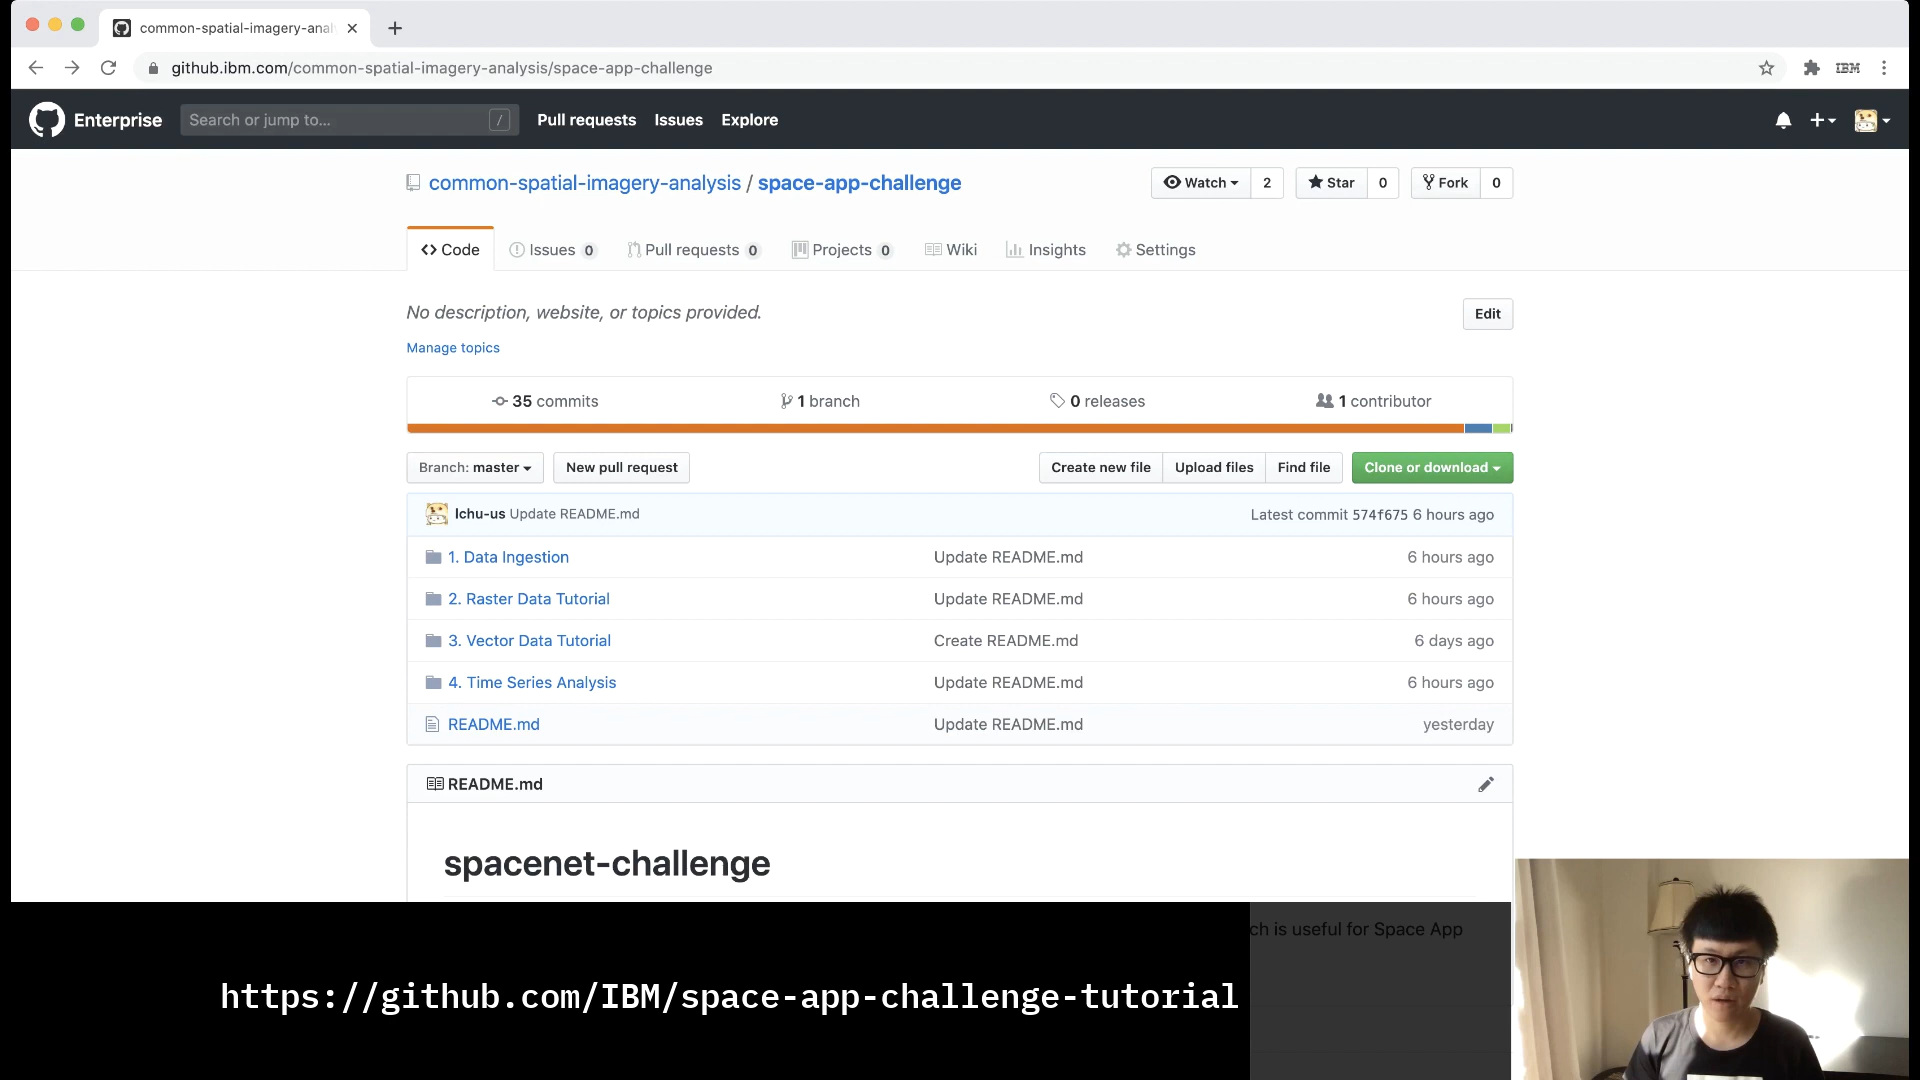 common-spatial-imagery-anal
github.ibm.com/common-spatial-imagery-analysis/space-app-challenge
IBM
Enterprise
Search or jump to...
/
Pull requests
Issues
Explore
common-spatial-imagery-analysis / space-app-challenge
Watch 2
Star 0
Fork 0
Code
Issues 0
Pull requests 0
Projects 0
Wiki
Insights
Settings
No description, website, or topics provided.
Edit
Manage topics
35 commits
1 branch
0 releases
1 contributor
Branch: master
New pull request
Create new file
Upload files
Find file
Clone or download
lchu-us Update README.md
Latest commit 574f675 6 hours ago
1. Data Ingestion
Update README.md
6 hours ago
2. Raster Data Tutorial
Update README.md
6 hours ago
3. Vector Data Tutorial
Create README.md
6 days ago
4. Time Series Analysis
Update README.md
6 hours ago
README.md
Update README.md
yesterday
README.md
spacenet-challenge
ch is useful for Space App
https://github.com/IBM/space-app-challenge-tutorial